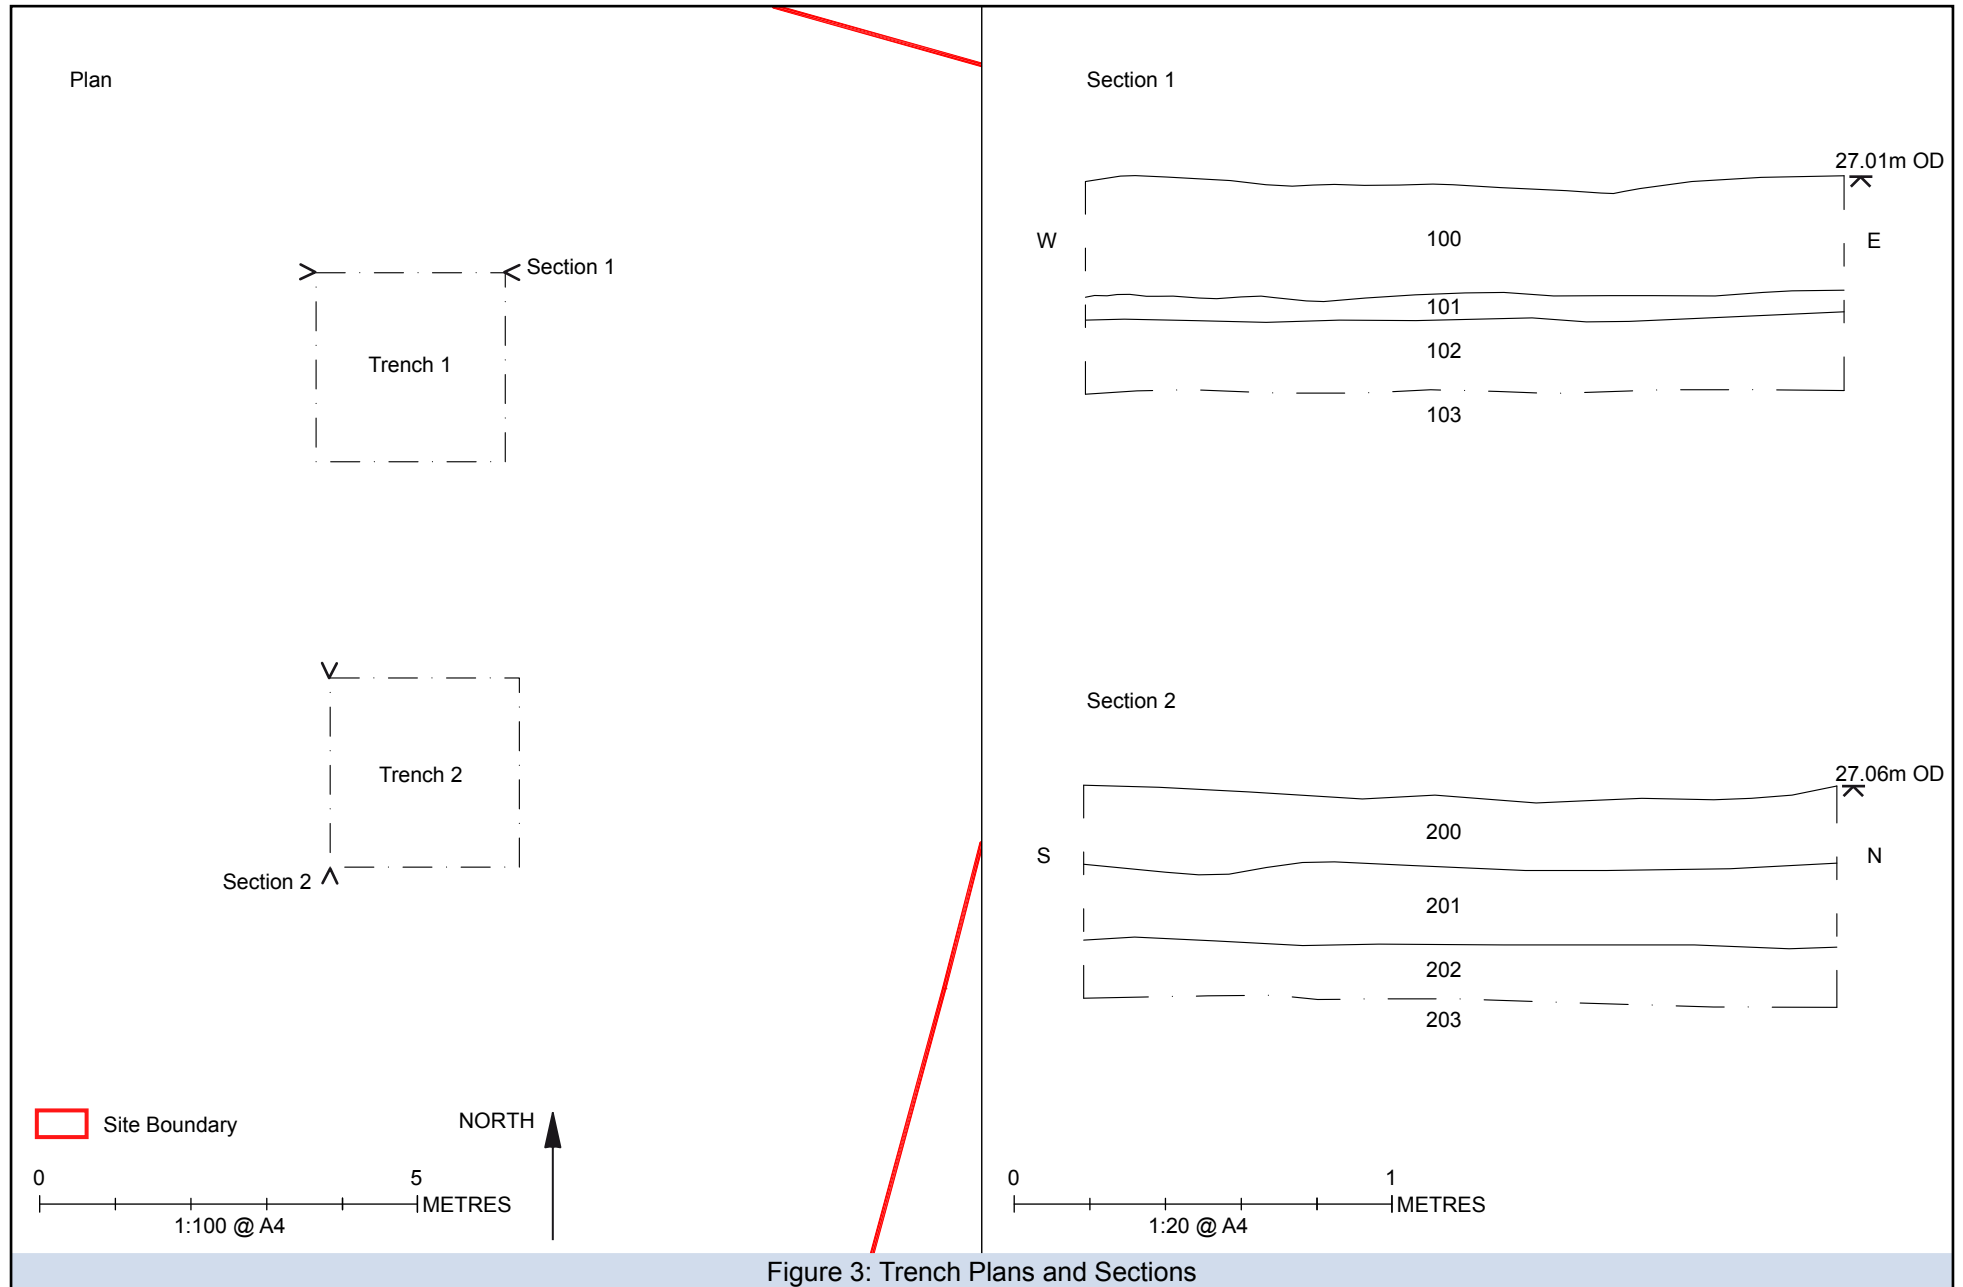 Plan
Section 1
Trench 1
Trench 2
Section 2
Site Boundary
NORTH
0 5
METRES
1:100 @ A4
Section 1
27.01m OD
W 100 E
101
102
103
Section 2
27.06m OD
200
S N
201
202
203
0 1
METRES
1:20 @ A4
Figure 3: Trench Plans and Sections